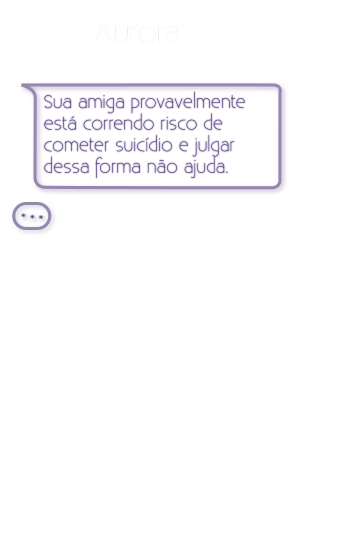 Aurora
Sua amiga provavelmente
está correndo risco de
cometer suicídio e julgar
dessa forma não ajuda.